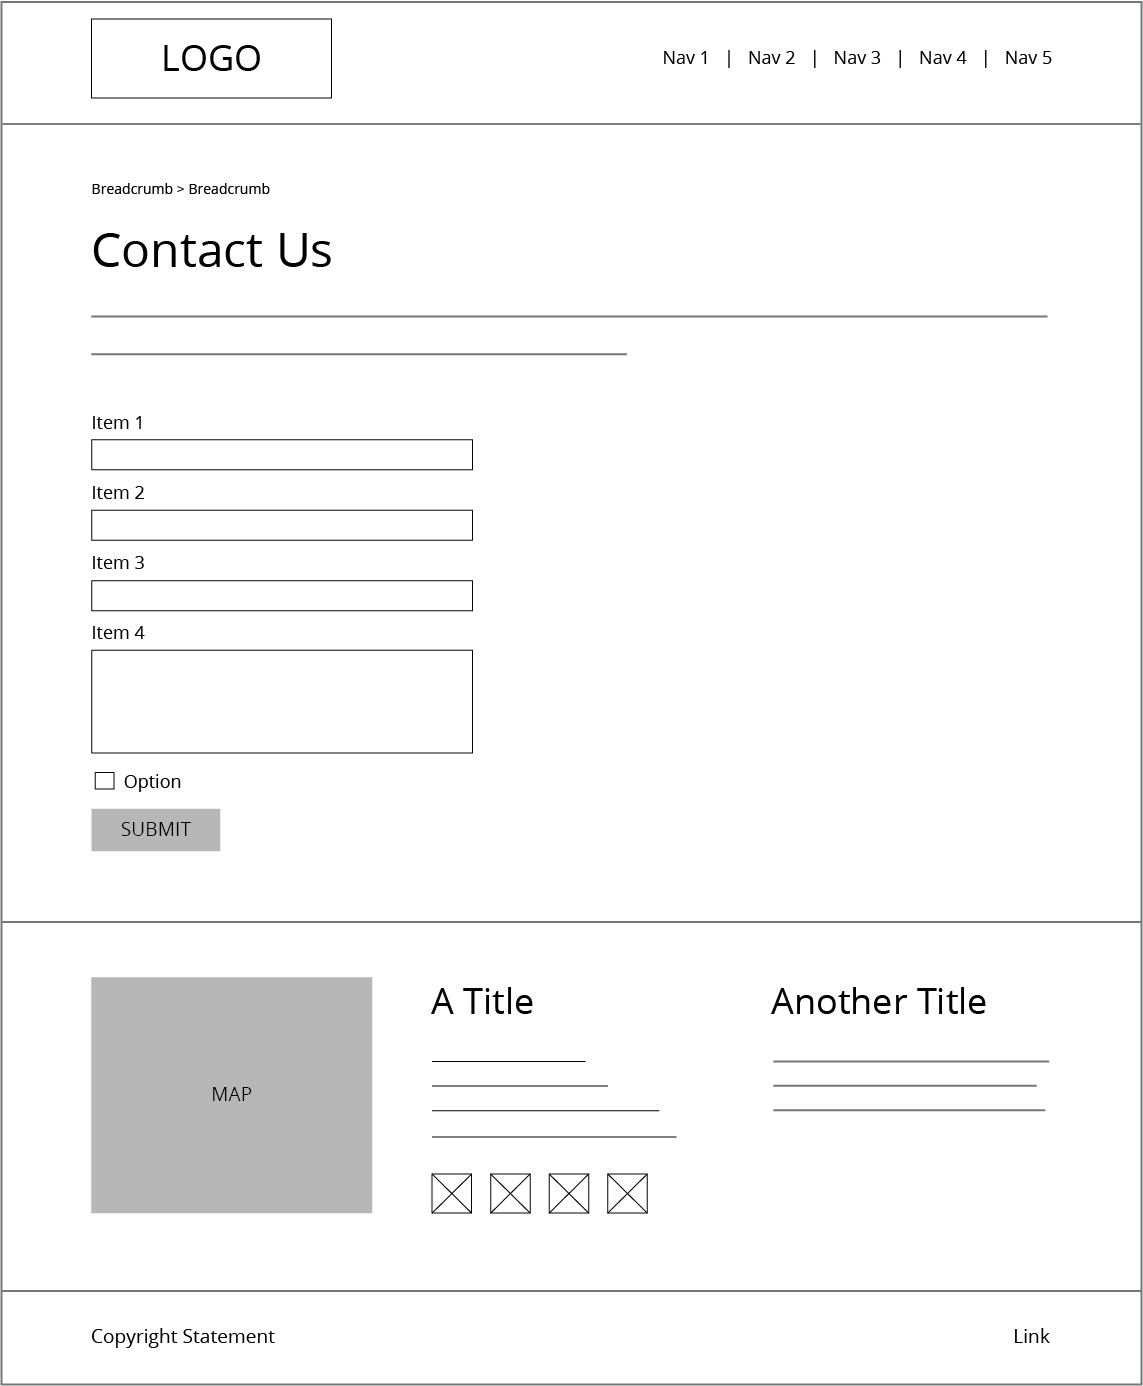 LOGO
Nav 1 | Nav 2 | Nav 3 | Nav 4 | Nav 5
Breadcrumb > Breadcrumb
Contact Us
Item 1
Item 2
Item 3
Item 4
Option
SUBMIT
MAP
A Title
Another Title
Copyright Statement
Link